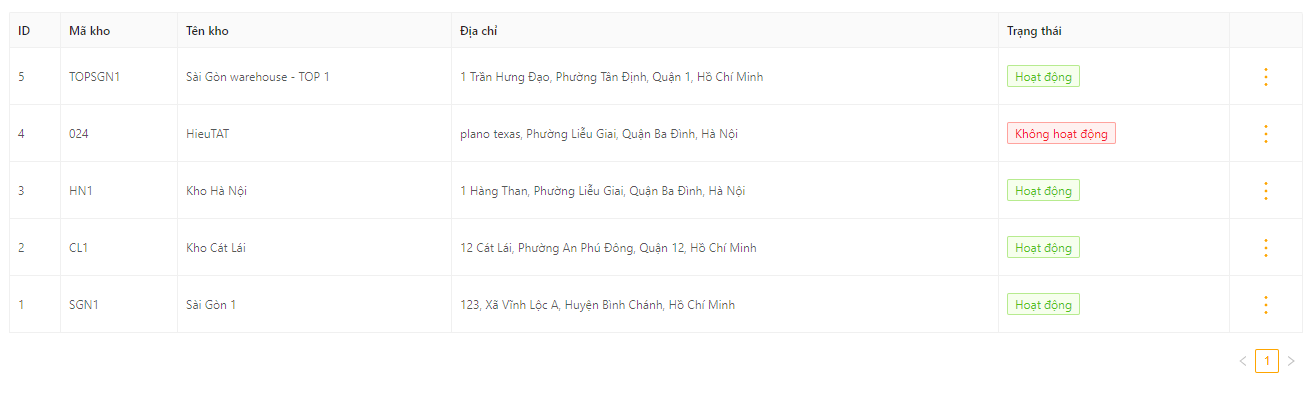 ID Mã kho Tên kho Địa chỉ Trạng thái
5 TOPSGN1 Sài Gòn warehouse - TOP 1 1 Trần Hưng Đạo, Phường Tân Định, Quận 1, Hồ Chí Minh Hoạt động
4 024 HieuTAT plano texas, Phường Liễu Giai, Quận Ba Đình, Hà Nội Không hoạt động
3 HN1 Kho Hà Nội 1 Hàng Than, Phường Liễu Giai, Quận Ba Đình, Hà Nội Hoạt động
2 CL1 Kho Cát Lái 12 Cát Lái, Phường An Phú Đông, Quận 12, Hồ Chí Minh Hoạt động
1 SGN1 Sài Gòn 1 123, Xã Vĩnh Lộc A, Huyện Bình Chánh, Hồ Chí Minh Hoạt động
< 1 >